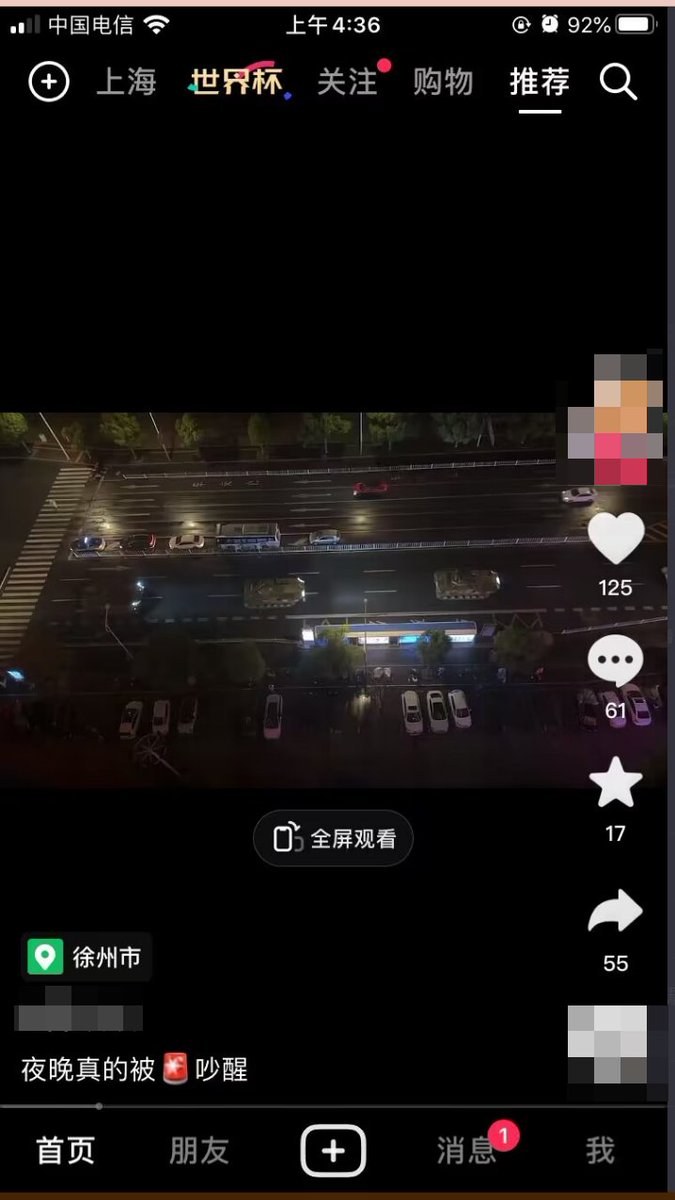 中国电信 上午4:36 92%
上海 世界杯 关注 购物 推荐
125
61
17
全屏观看
55
徐州市
夜晚真的被🚨吵醒
首页 朋友 消息 1 我